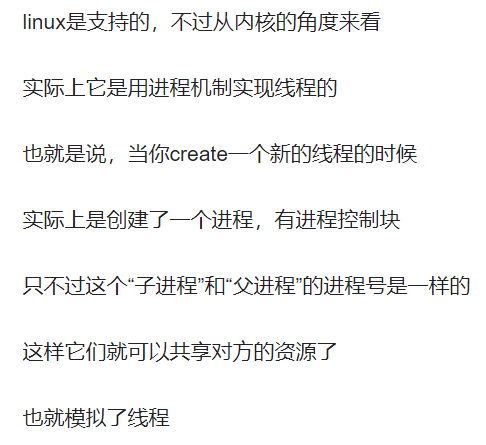 linux是支持的，不过从内核的角度来看
实际上它是用进程机制实现线程的
也就是说，当你create一个新的线程的时候
实际上是创建了一个进程，有进程控制块
只不过这个“子进程”和“父进程”的进程号是一样的
这样它们就可以共享对方的资源了
也就模拟了线程